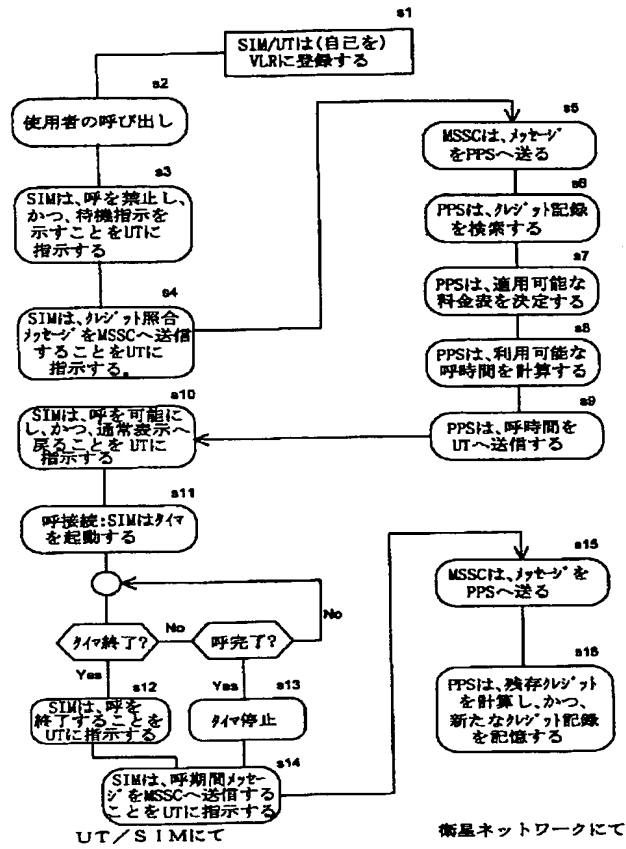 s1
SIM/UTは(自己を)
VLRに登録する
s2
使用者の呼び出し
s3
SIMは、呼を禁止し、
かつ、待機指示を
示すことをUTに
指示する
s4
SIMは、クレジット照合
メッセージをMSSCへ送信
することをUTに
指示する。
s5
MSSCは、メッセージ
をPPSへ送る
s6
PPSは、クレジット記録
を検索する
s7
PPSは、適用可能な
料金表を決定する
s8
PPSは、利用可能な
呼時間を計算する
s9
PPSは、呼時間を
UTへ送信する
s10
SIMは、呼を可能に
し、かつ、通常表示へ
戻ることをUTに
指示する
s11
呼接続:SIMはタイマ
を起動する
タイマ終了?
No
呼完了?
No
Yes
s12
SIMは、呼を
終了することを
UTに指示する
Yes
s13
タイマ停止
s14
SIMは、呼期間メッセー
ジをMSSCへ送信する
ことをUTに指示する
s15
MSSCは、メッセージを
PPSへ送る
s16
PPSは、残存クレジット
を計算し、かつ、
新たなクレジット記録
を記憶する
UT/SIMにて
衛星ネットワークにて